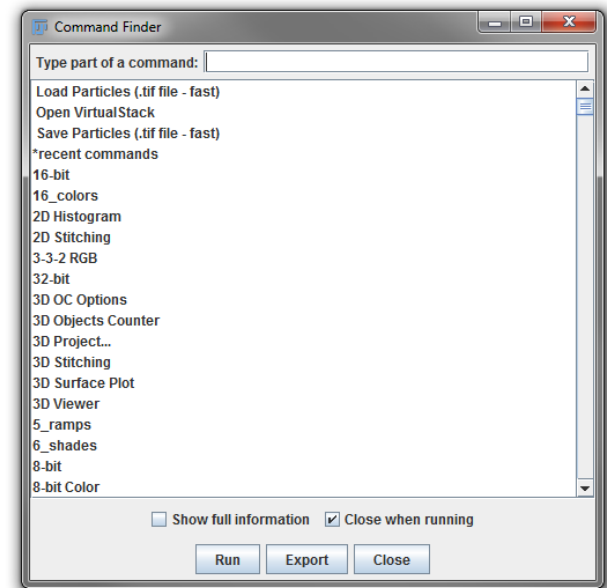 Command Finder
Type part of a command:
Load Particles (.tif file - fast)
Open VirtualStack
Save Particles (.tif file - fast)
*recent commands
16-bit
16_colors
2D Histogram
2D Stitching
3-3-2 RGB
32-bit
3D OC Options
3D Objects Counter
3D Project...
3D Stitching
3D Surface Plot
3D Viewer
5_ramps
6_shades
8-bit
8-bit Color
Show full information Close when running
Run Export Close